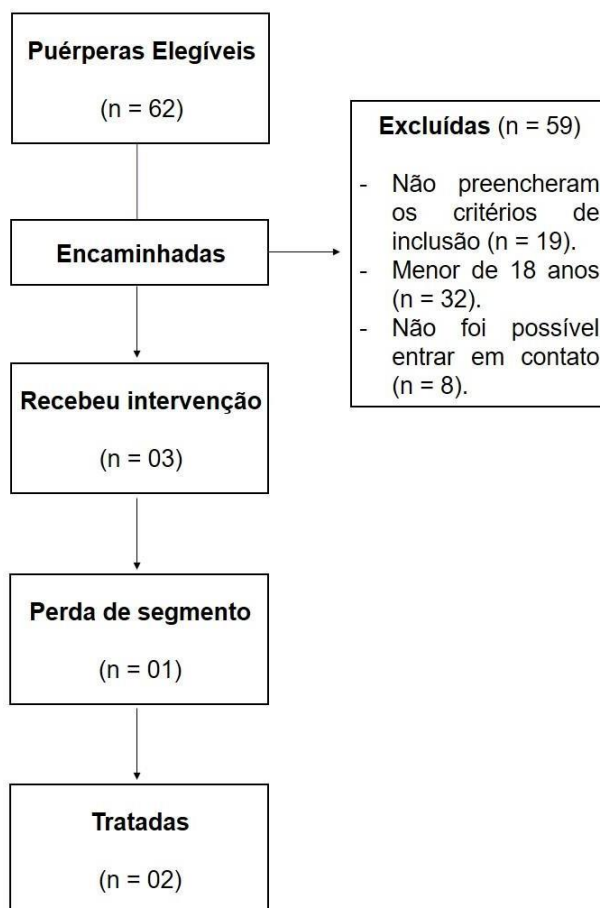 Puérperas Elegíveis
(n = 62)
Encaminhadas
Excluídas (n = 59)
- Não preencheram
os critérios de
inclusão (n = 19).
- Menor de 18 anos
(n = 32).
- Não foi possível
entrar em contato
(n = 8).
Recebeu intervenção
(n = 03)
Perda de segmento
(n = 01)
Tratadas
(n = 02)